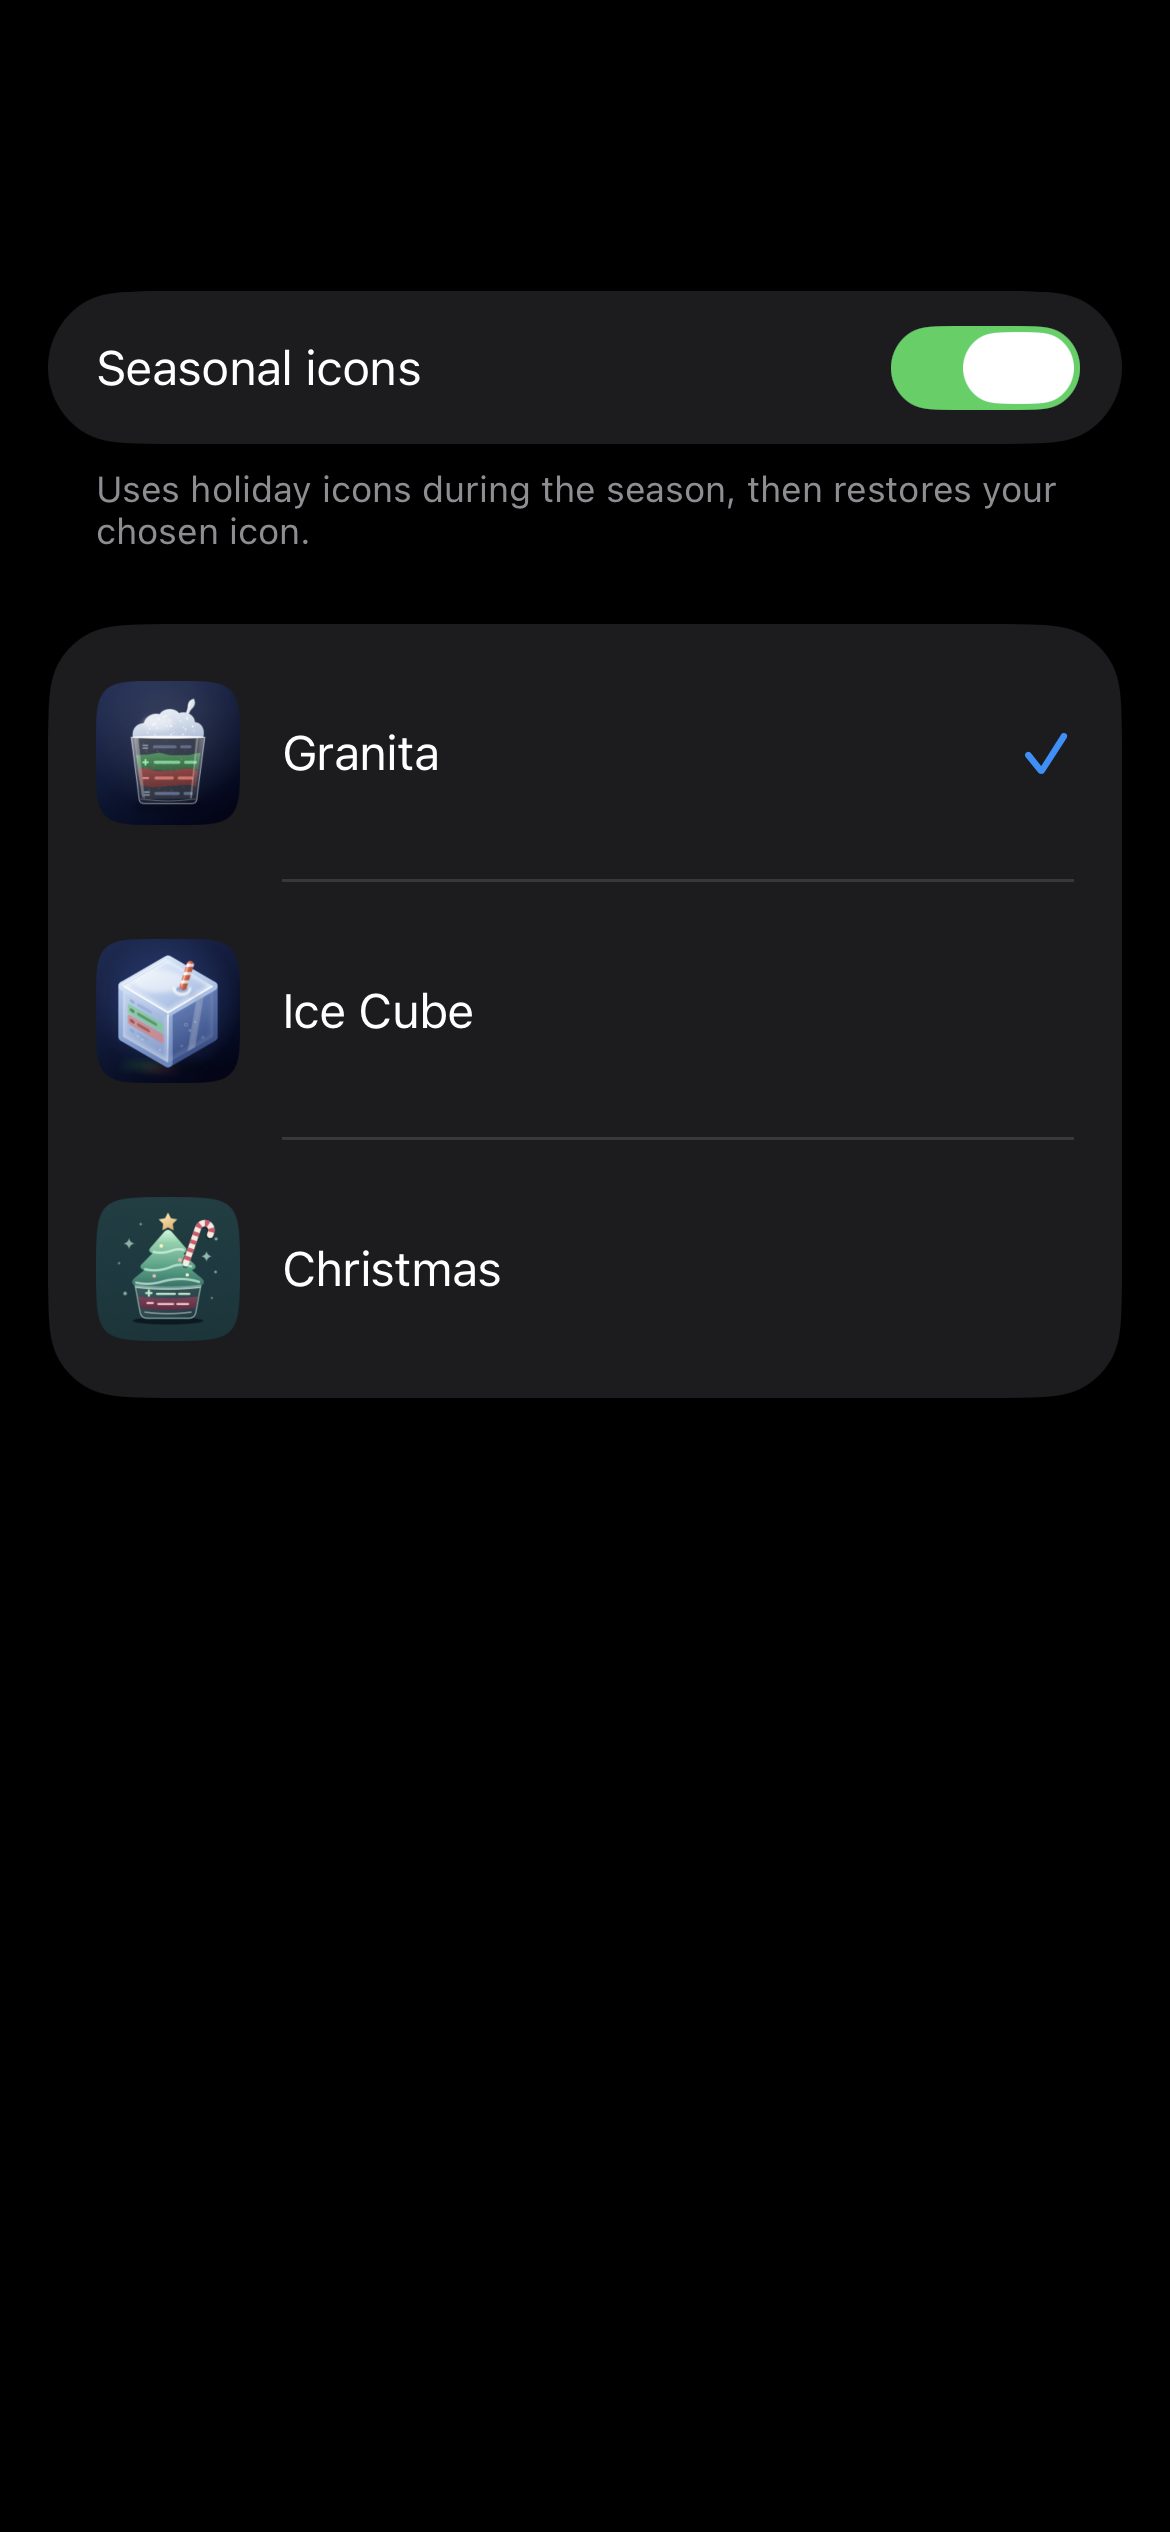 Seasonal icons
Uses holiday icons during the season, then restores your
chosen icon.
Granita
Ice Cube
Christmas